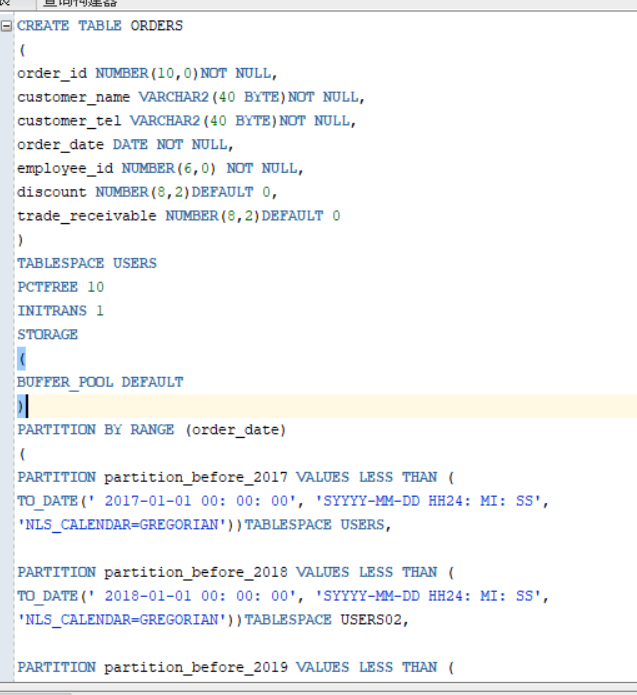 查询构建器
CREATE TABLE ORDERS
(
order_id NUMBER(10,0)NOT NULL,
customer_name VARCHAR2(40 BYTE)NOT NULL,
customer_tel VARCHAR2(40 BYTE)NOT NULL,
order_date DATE NOT NULL,
employee_id NUMBER(6,0) NOT NULL,
discount NUMBER(8,2)DEFAULT 0,
trade_receivable NUMBER(8,2)DEFAULT 0
)
TABLESPACE USERS
PCTFREE 10
INITRANS 1
STORAGE
(
BUFFER_POOL DEFAULT
)
PARTITION BY RANGE (order_date)
(
PARTITION partition_before_2017 VALUES LESS THAN (
TO_DATE(' 2017-01-01 00: 00: 00', 'SYYYY-MM-DD HH24: MI: SS',
'NLS_CALENDAR=GREGORIAN'))TABLESPACE USERS,
PARTITION partition_before_2018 VALUES LESS THAN (
TO_DATE(' 2018-01-01 00: 00: 00', 'SYYYY-MM-DD HH24: MI: SS',
'NLS_CALENDAR=GREGORIAN'))TABLESPACE USERS02,
PARTITION partition_before_2019 VALUES LESS THAN (